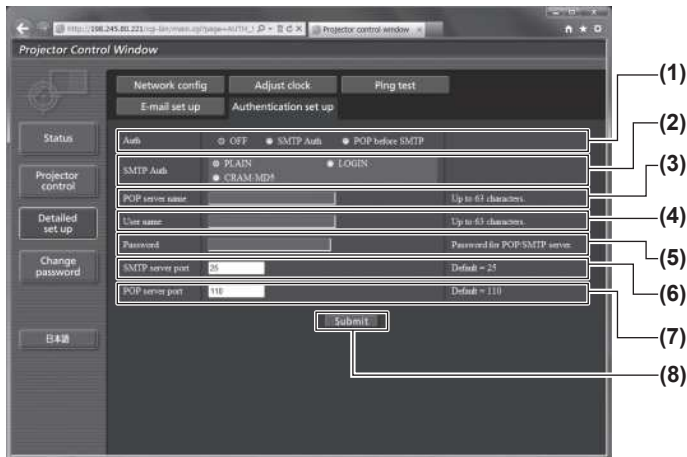 Projector control window
Projector Control Window
Network config
Adjust clock
Ping test
E-mail set up
Authentication set up
Status
Projector control
Detailed set up
Change password
日本語
Auth
OFF
SMTP Auth
POP before SMTP
SMTP Auth
PLAIN
LOGIN
CRAM-MD5
POP server name
Up to 63 characters.
User name
Up to 63 characters.
Password
Password for POP/SMTP server.
SMTP server port
25
Default = 25
POP server port
110
Default = 110
Submit
(1)
(2)
(3)
(4)
(5)
(6)
(7)
(8)